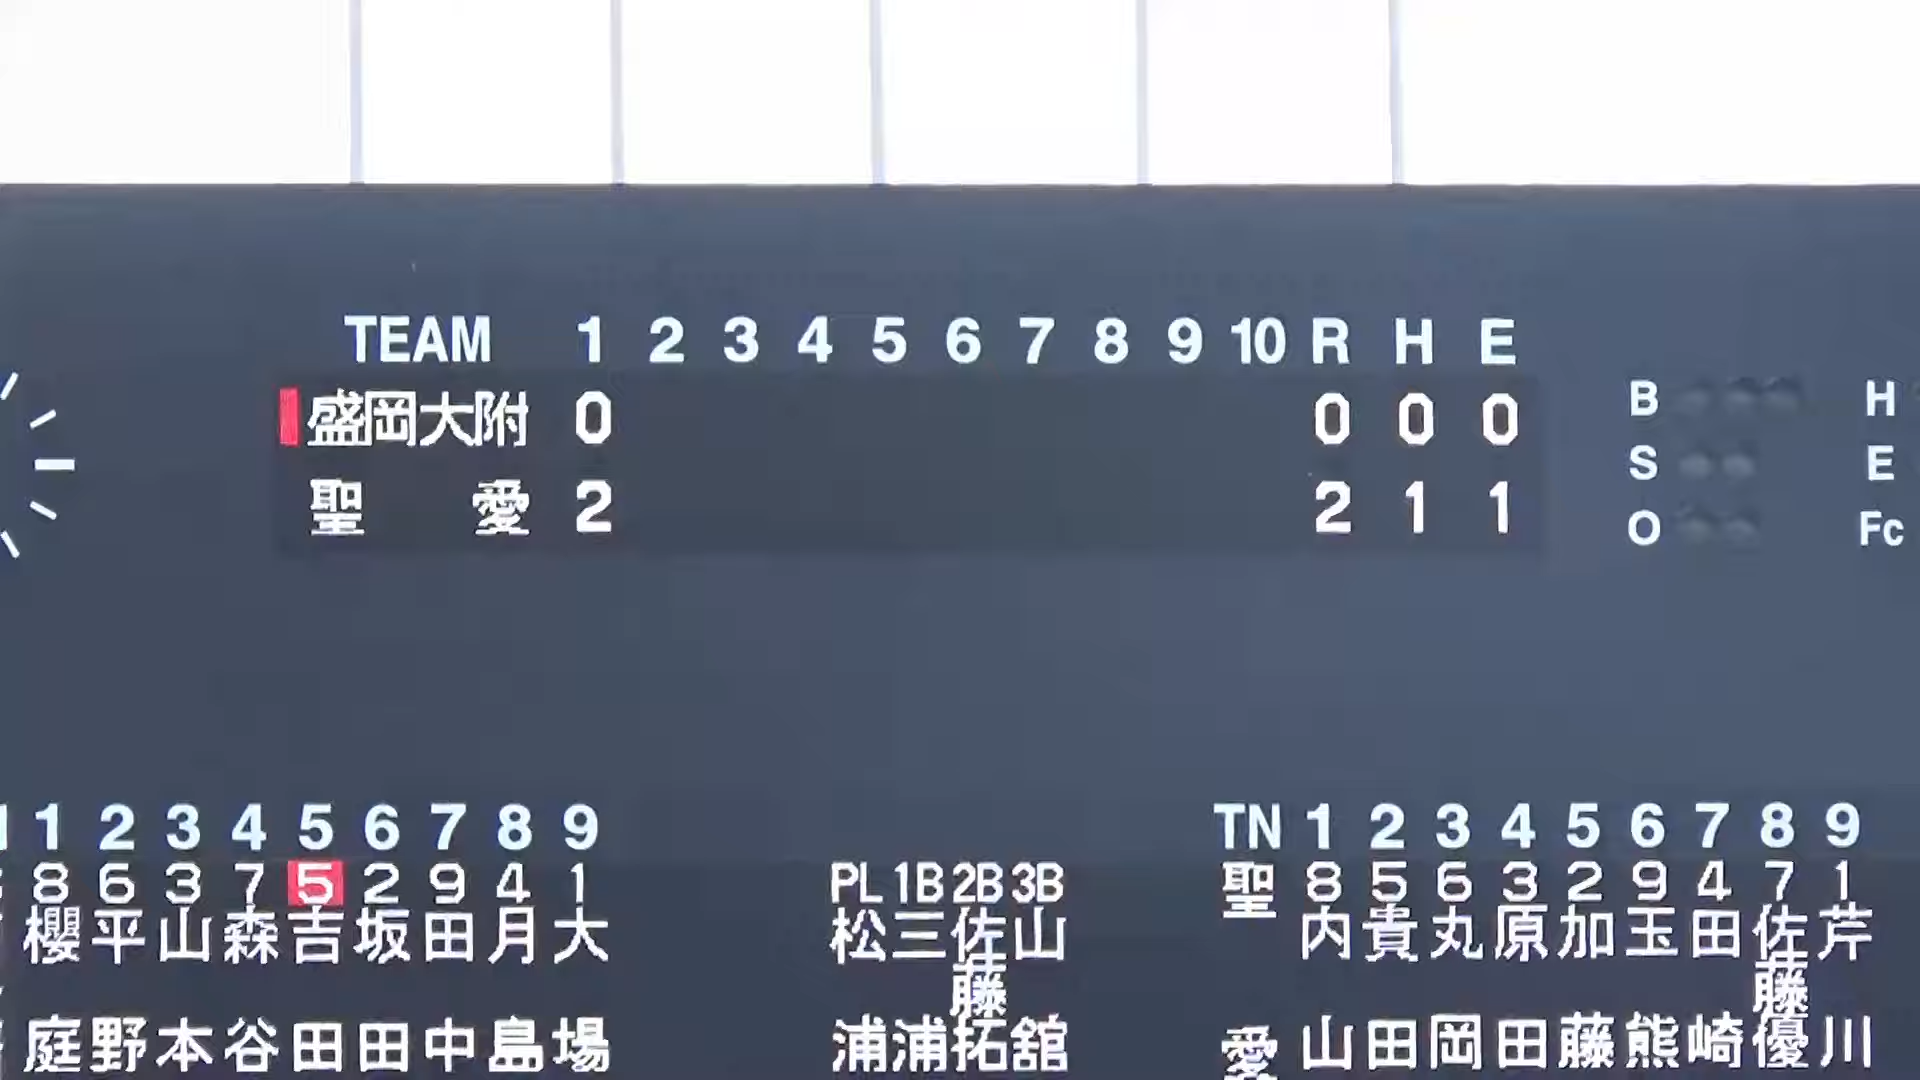 TEAM 1 2 3 4 5 6 7 8 9 10 R H E
盛岡大附 0 0 0 0
聖愛 2 2 1 1
B H
S E
O Fc
1 2 3 4 5 6 7 8 9
8 6 3 7 5 2 9 4 1
櫻庭 平野 山本 森谷 吉田 坂田 田中 月島 大場
PL 1B 2B 3B
松浦 三浦 佐藤拓 山舘
TN 1 2 3 4 5 6 7 8 9
聖愛 8 5 6 3 2 9 4 7 1
内山 貴田 丸岡 原田 加藤 玉熊 田崎 佐藤優 芹川